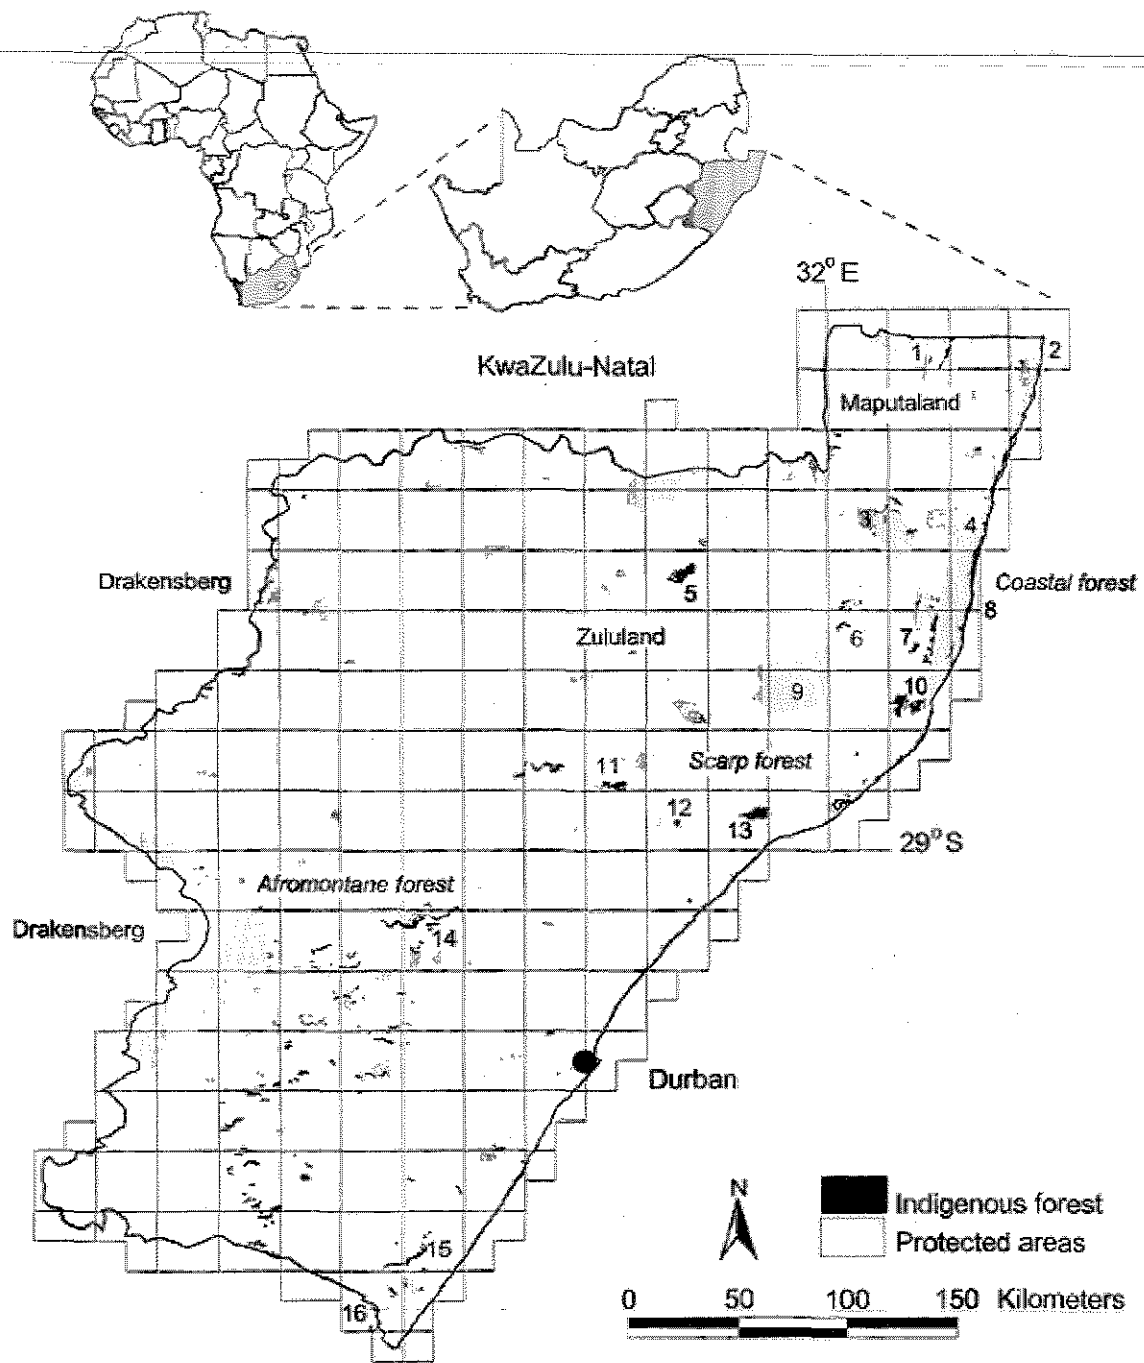 32° E
1
2
KwaZulu-Natal
Maputaland
3
4
Drakensberg
5
Coastal forest
8
Zululand
6
7
9
10
11
Scarp forest
12
13
29° S
Afromontane forest
Drakensberg
14
Durban
N
Indigenous forest
Protected areas
15
16
0 50 100 150 Kilometers